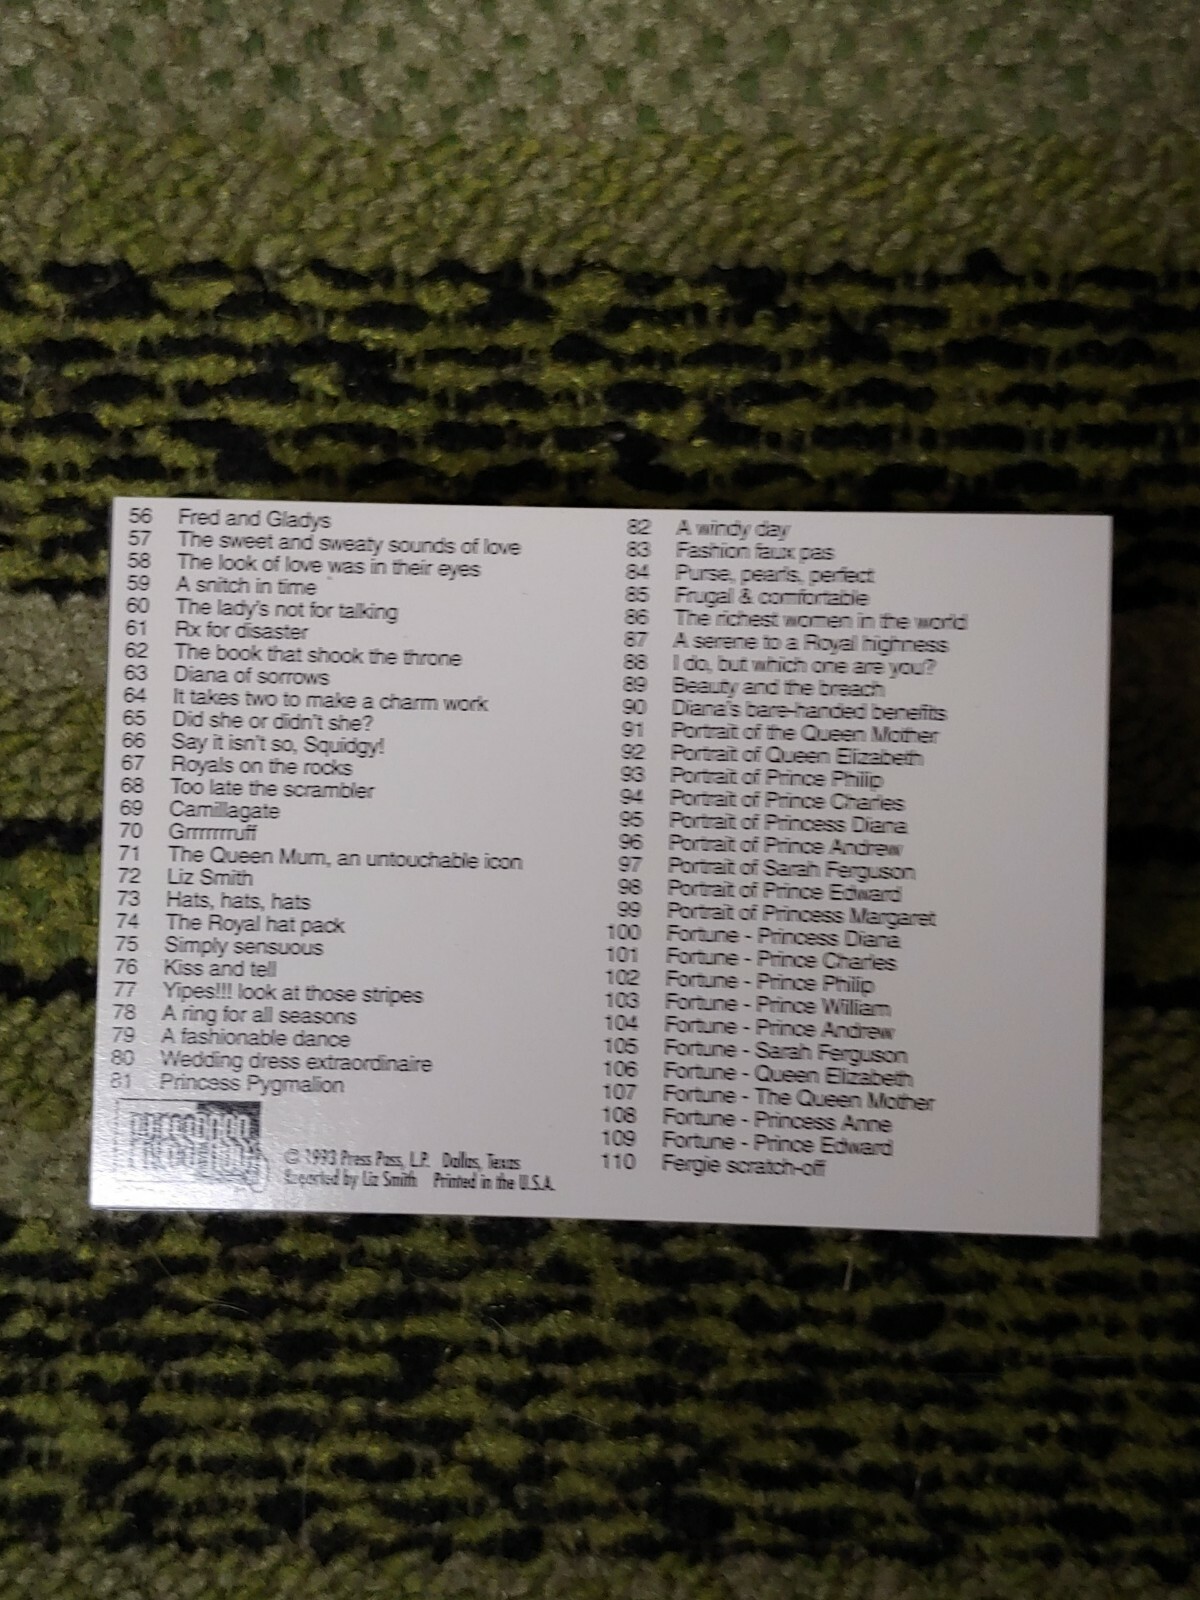 56 Fred and Gladys
57 The sweet and sweaty sounds of love
58 The look of love was in their eyes
59 A snitch in time
60 The lady's not for talking
61 Rx for disaster
62 The book that shook the throne
63 Diana of sorrows
64 It takes two to make a charm work
65 Did she or didn't she?
66 Say it isn't so, Squidgy!
67 Royals on the rocks
68 Too late the scrambler
69 Camillagate
70 Grrrrrrruff
71 The Queen Mum, an untouchable icon
72 Liz Smith
73 Hats, hats, hats
74 The Royal hat pack
75 Simply sensuous
76 Kiss and tell
77 Yipes!!! look at those stripes
78 A ring for all seasons
79 A fashionable dance
80 Wedding dress extraordinaire
81 Princess Pygmalion
© 1993 Press Pass, L.P. Dallas, Texas
Reported by Liz Smith Printed in the U.S.A.
82 A windy day
83 Fashion faux pas
84 Purse, pearls, perfect
85 Frugal & comfortable
86 The richest women in the world
87 A serene to a Royal highness
88 I do, but which one are you?
89 Beauty and the breach
90 Diana's bare-handed benefits
91 Portrait of the Queen Mother
92 Portrait of Queen Elizabeth
93 Portrait of Prince Philip
94 Portrait of Prince Charles
95 Portrait of Princess Diana
96 Portrait of Prince Andrew
97 Portrait of Sarah Ferguson
98 Portrait of Prince Edward
99 Portrait of Princess Margaret
100 Fortune - Princess Diana
101 Fortune - Prince Charles
102 Fortune - Prince Philip
103 Fortune - Prince William
104 Fortune - Prince Andrew
105 Fortune - Sarah Ferguson
106 Fortune - Queen Elizabeth
107 Fortune - The Queen Mother
108 Fortune - Princess Anne
109 Fortune - Prince Edward
110 Fergie scratch-off